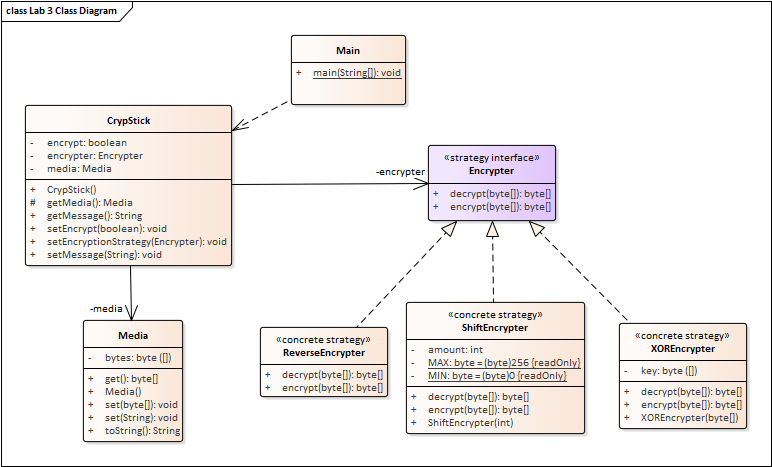 class Lab 3 Class Diagram
Main
+ main(String[]): void
CrypStick
- encrypt: boolean
- encrypter: Encrypter
- media: Media
+ CrypStick()
# getMedia(): Media
+ getMessage(): String
+ setEncrypt(boolean): void
+ setEncryptionStrategy(Encrypter): void
+ setMessage(String): void
-encrypter
«strategy interface»
Encrypter
+ decrypt(byte[]): byte[]
+ encrypt(byte[]): byte[]
-media
Media
- bytes: byte ([])
+ get(): byte[]
+ Media()
+ set(byte[]): void
+ set(String): void
+ toString(): String
«concrete strategy»
ReverseEncrypter
+ decrypt(byte[]): byte[]
+ encrypt(byte[]): byte[]
«concrete strategy»
ShiftEncrypter
- amount: int
- MAX: byte = (byte)256 {readOnly}
- MIN: byte = (byte)0 {readOnly}
+ decrypt(byte[]): byte[]
+ encrypt(byte[]): byte[]
+ ShiftEncrypter(int)
«concrete strategy»
XOREncrypter
- key: byte ([])
+ decrypt(byte[]): byte[]
+ encrypt(byte[]): byte[]
+ XOREncrypter(byte[])